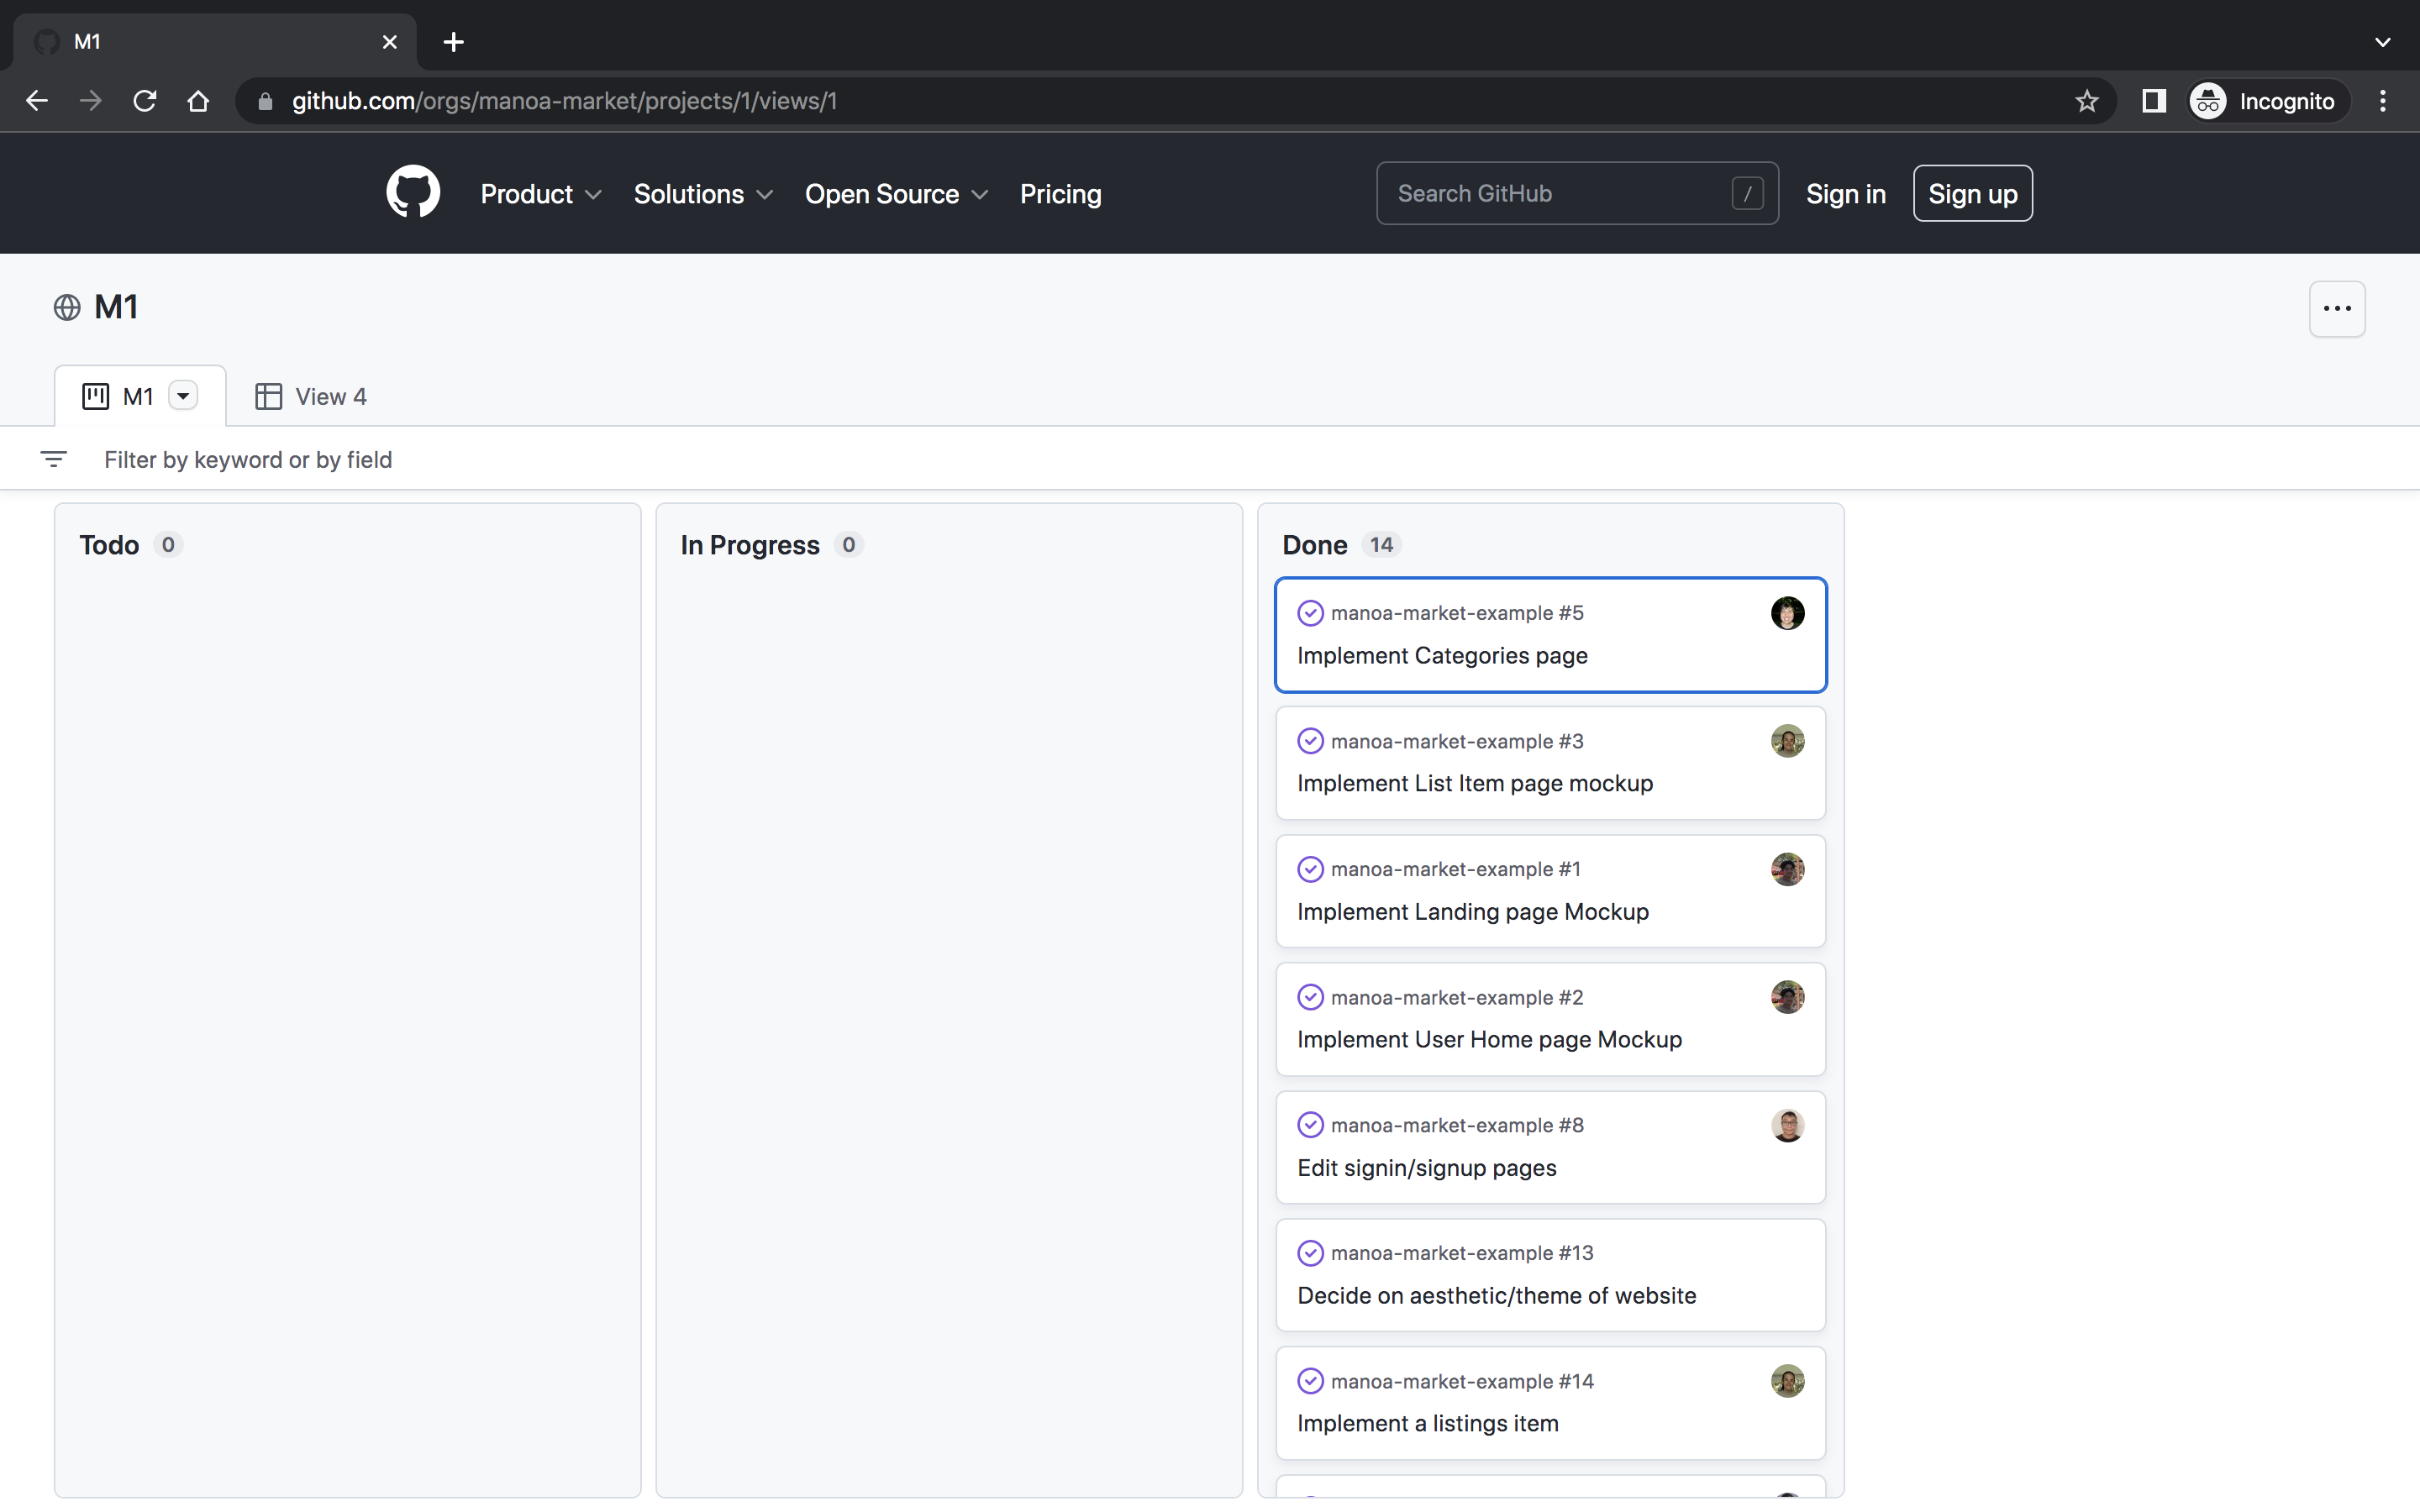 M1
github.com/orgs/manoa-market/projects/1/views/1
Incognito
Product
Solutions
Open Source
Pricing
Search GitHub
/
Sign in
Sign up
M1
M1
View 4
Filter by keyword or by field
Todo 0
In Progress 0
Done 14
manoa-market-example #5
Implement Categories page
manoa-market-example #3
Implement List Item page mockup
manoa-market-example #1
Implement Landing page Mockup
manoa-market-example #2
Implement User Home page Mockup
manoa-market-example #8
Edit signin/signup pages
manoa-market-example #13
Decide on aesthetic/theme of website
manoa-market-example #14
Implement a listings item